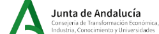 Junta de Andalucía
Consejería de Transformación Económica,
Industria, Conocimiento y Universidades